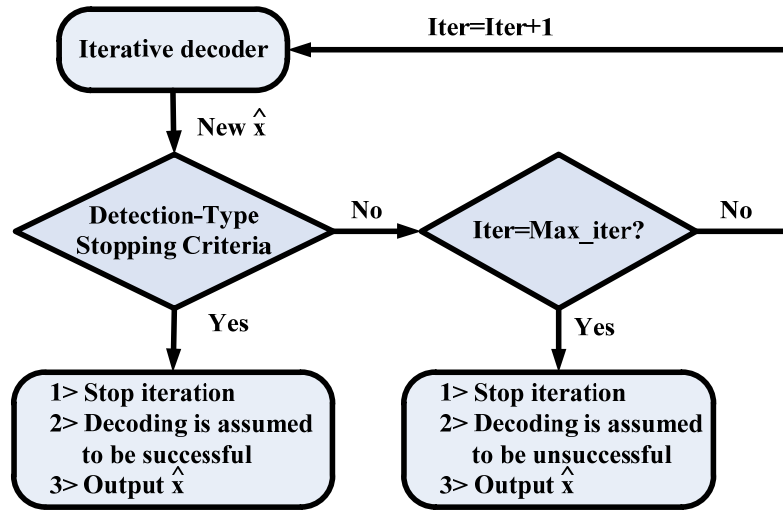 Iterative decoder
Iter=Iter+1
New x̂
Detection-Type
Stopping Criteria
No
Iter=Max_iter?
No
Yes
Yes
1> Stop iteration
2> Decoding is assumed
to be successful
3> Output x̂
1> Stop iteration
2> Decoding is assumed
to be unsuccessful
3> Output x̂